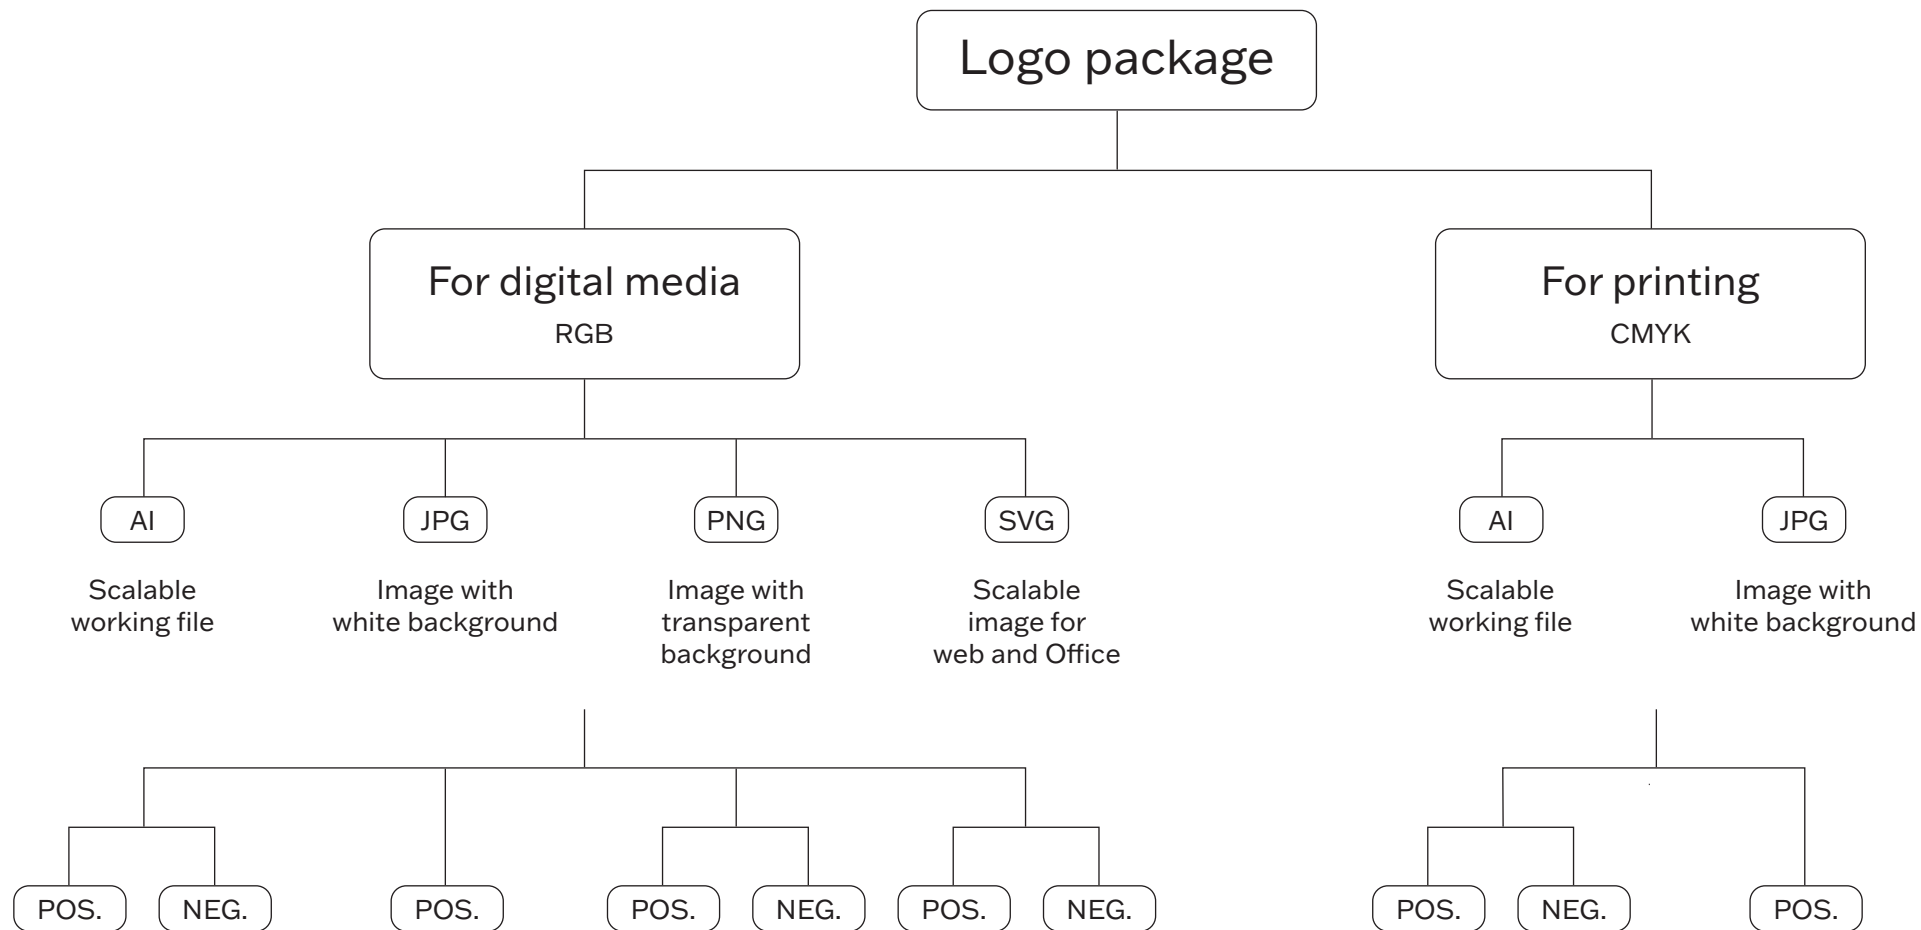 Logo package
For digital media
RGB
For printing
CMYK
AI
JPG
PNG
SVG
AI
JPG
Scalable
working file
Image with
white background
Image with
transparent
background
Scalable
image for
web and Office
Scalable
working file
Image with
white background
POS.
NEG.
POS.
POS.
NEG.
POS.
NEG.
POS.
NEG.
POS.